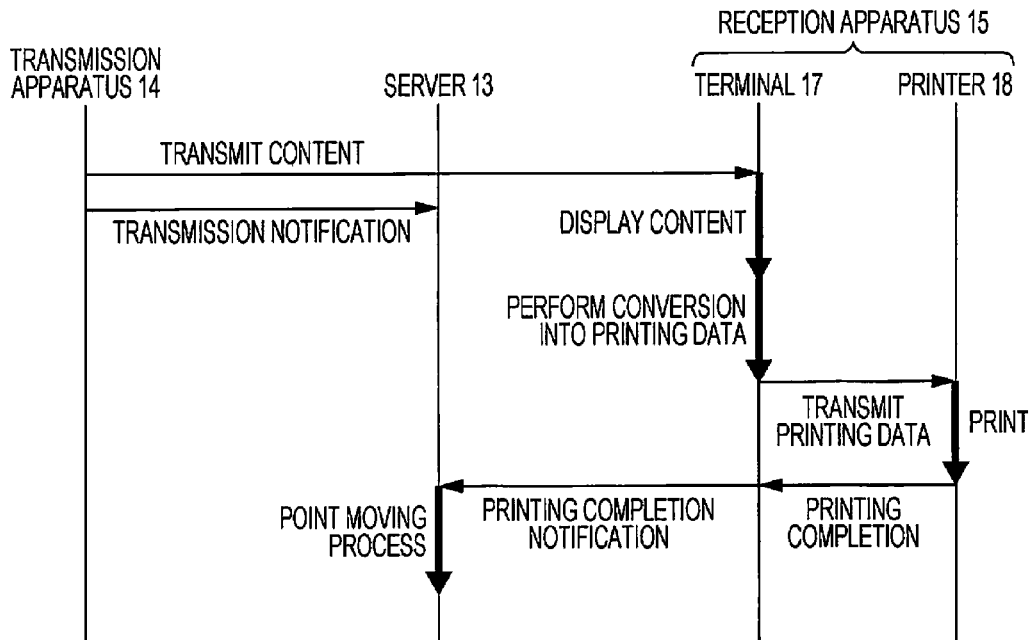 RECEPTION APPARATUS 15
TRANSMISSION
APPARATUS 14
SERVER 13
TERMINAL 17
PRINTER 18
TRANSMIT CONTENT
TRANSMISSION NOTIFICATION
DISPLAY CONTENT
PERFORM CONVERSION
INTO PRINTING DATA
TRANSMIT
PRINTING DATA
PRINT
POINT MOVING
PROCESS
PRINTING COMPLETION
NOTIFICATION
PRINTING
COMPLETION